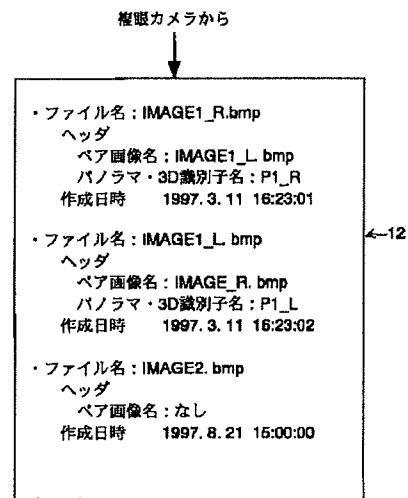 複眼カメラから
・ファイル名：IMAGE1_R.bmp
ヘッダ
ペア画像名：IMAGE1_L. bmp
パノラマ・3D識別子名：P1_R
作成日時 1997. 3. 11 16:23:01
12
・ファイル名：IMAGE1_L. bmp
ヘッダ
ペア画像名：IMAGE_R. bmp
パノラマ・3D識別子名：P1_L
作成日時 1997. 3. 11 16:23:02
・ファイル名：IMAGE2. bmp
ヘッダ
ペア画像名：なし
作成日時 1997. 8. 21 15:00:00